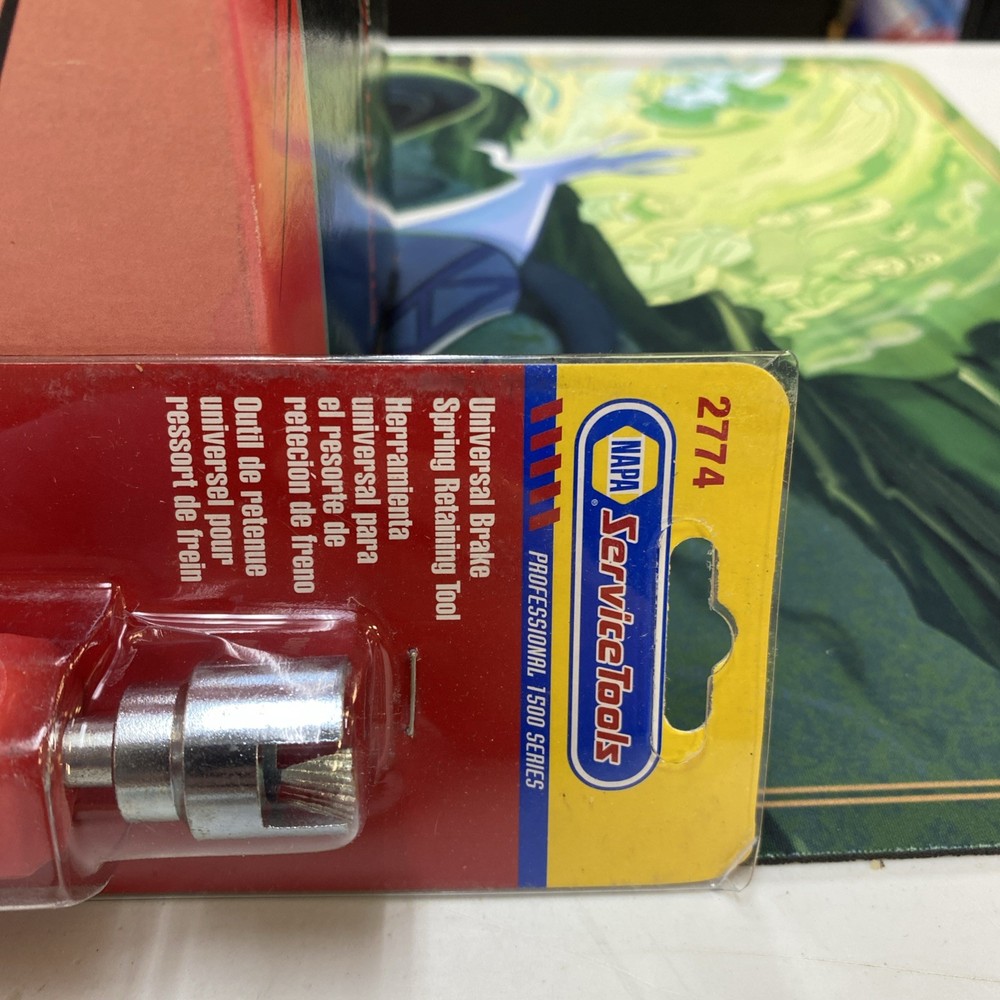 2774
NAPA
® ServiceTools
PROFESSIONAL 1500 SERIES
Universal Brake
Spring Retaining Tool
Herramienta
universal para
el resorte de
reteción de freno
Outil de retenue
universel pour
ressort de frein